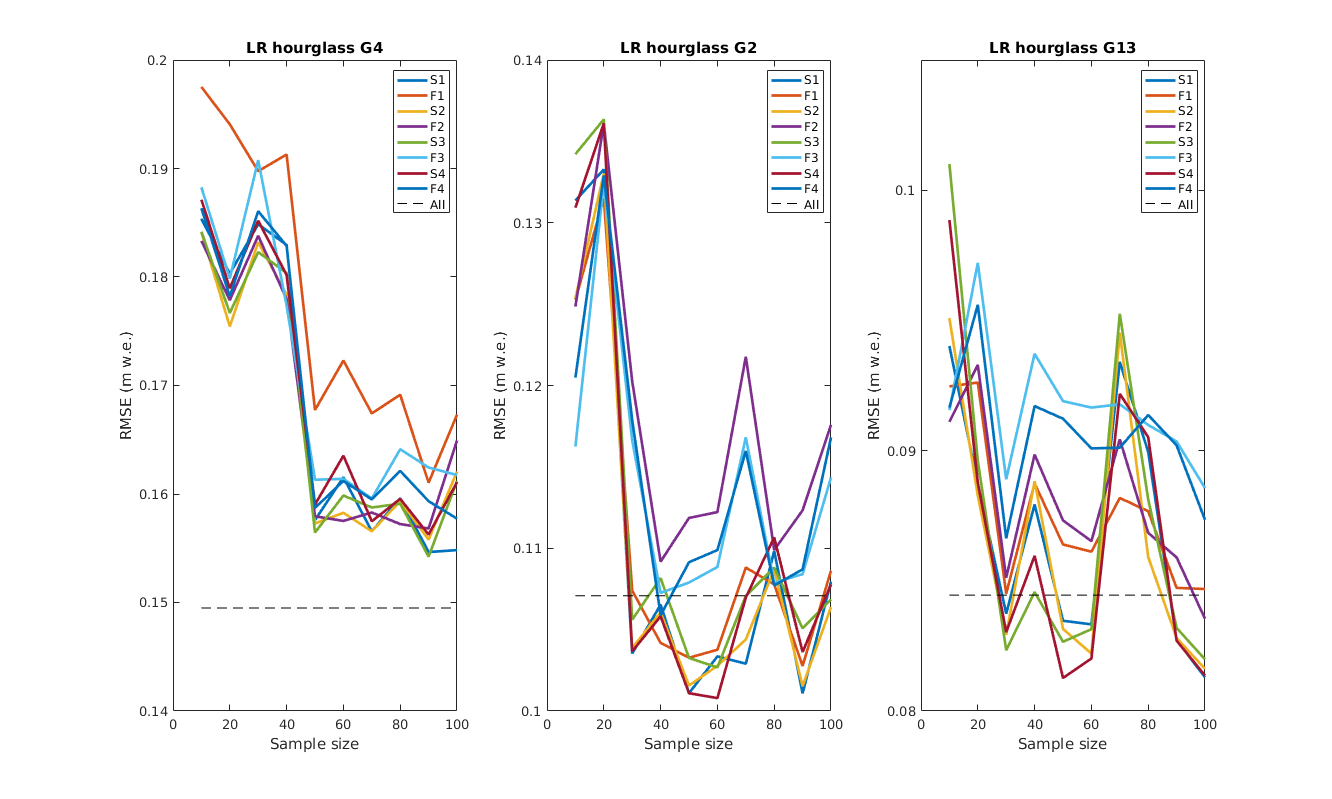 LR hourglass G4
0.2
0.19
0.18
0.17
0.16
0.15
0.14
RMSE (m w.e.)
0
20
40
60
80
100
Sample size
S1
F1
S2
F2
S3
F3
S4
F4
All
LR hourglass G2
0.14
0.13
0.12
0.11
0.1
RMSE (m w.e.)
0
20
40
60
80
100
Sample size
S1
F1
S2
F2
S3
F3
S4
F4
All
LR hourglass G13
0.1
0.09
0.08
RMSE (m w.e.)
0
20
40
60
80
100
Sample size
S1
F1
S2
F2
S3
F3
S4
F4
All